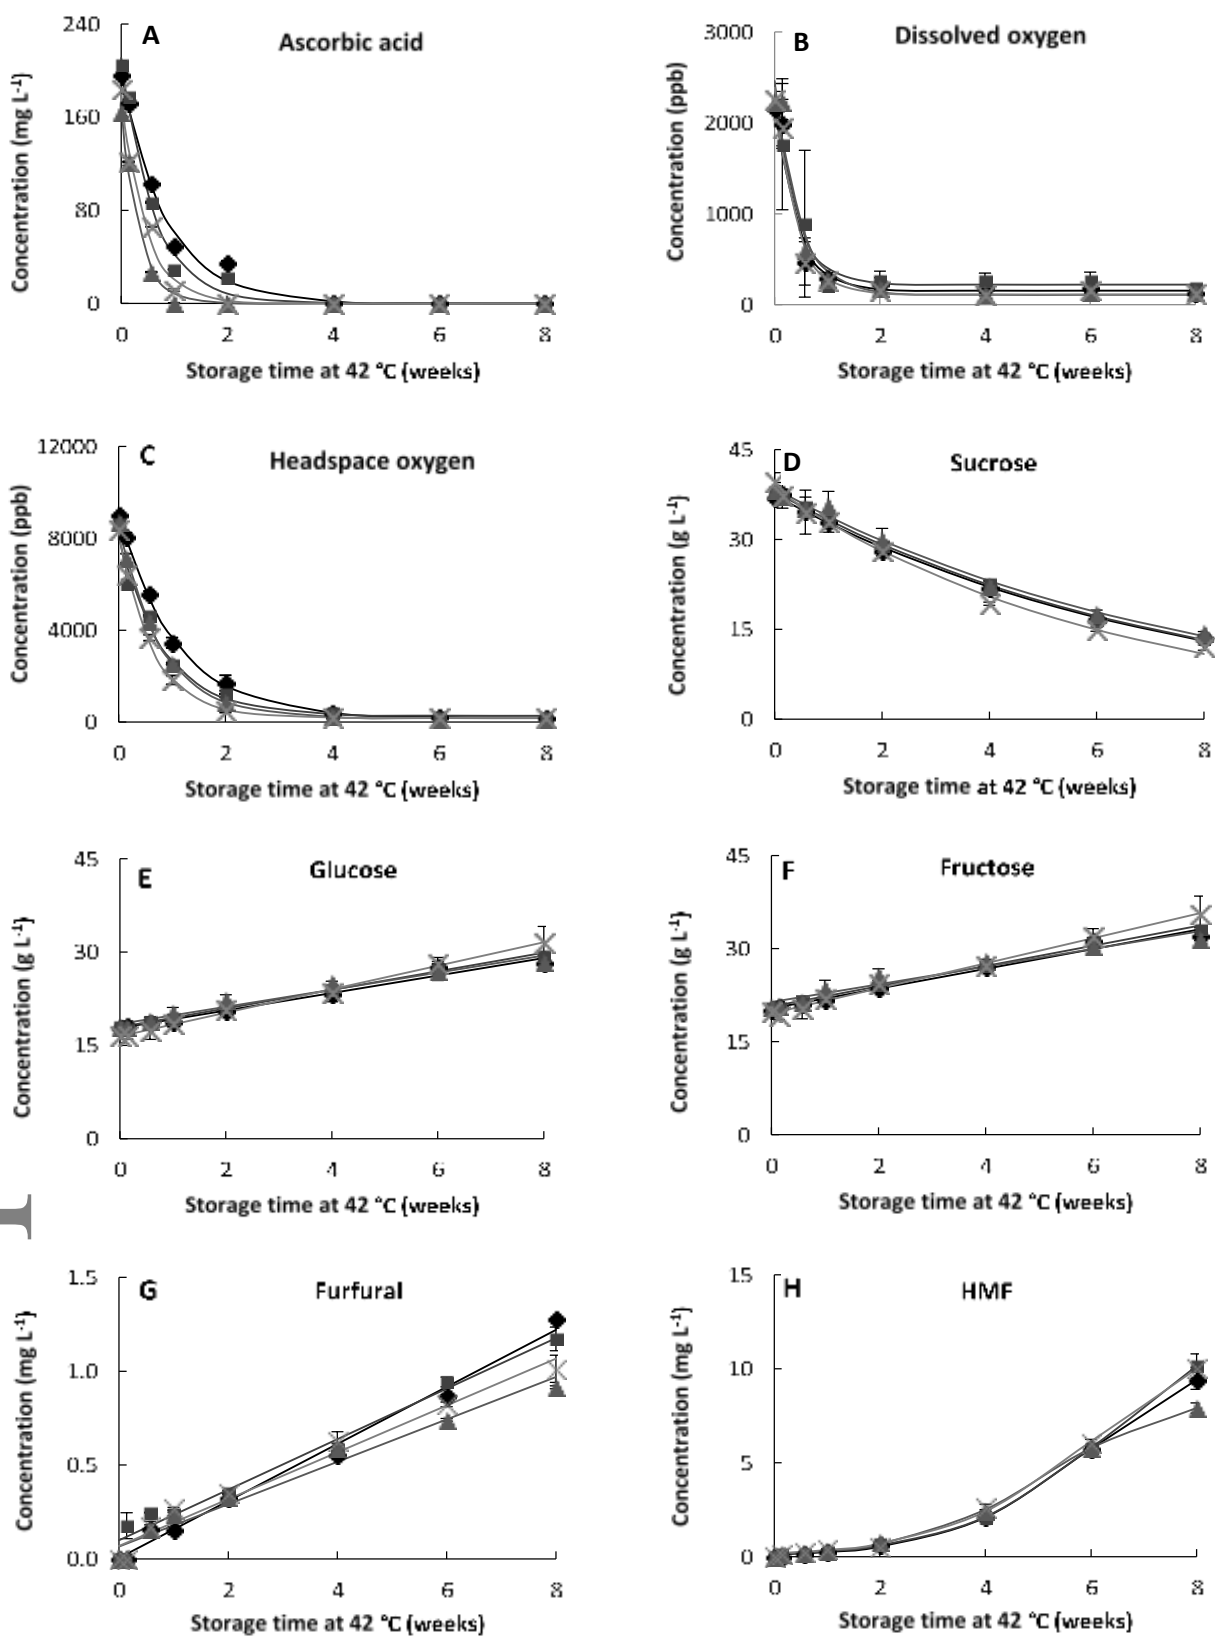 A
Ascorbic acid
Concentration (mg L⁻¹)
240
160
80
0
0 2 4 6 8
Storage time at 42 °C (weeks)
B
Dissolved oxygen
Concentration (ppb)
3000
2000
1000
0
0 2 4 6 8
Storage time at 42 °C (weeks)
C
Headspace oxygen
Concentration (ppb)
12000
8000
4000
0
0 2 4 6 8
Storage time at 42 °C (weeks)
D
Sucrose
Concentration (g L⁻¹)
45
30
15
0
0 2 4 6 8
Storage time at 42 °C (weeks)
E
Glucose
Concentration (g L⁻¹)
45
30
15
0
0 2 4 6 8
Storage time at 42 °C (weeks)
F
Fructose
Concentration (g L⁻¹)
45
30
15
0
0 2 4 6 8
Storage time at 42 °C (weeks)
G
Furfural
Concentration (mg L⁻¹)
1.5
1.0
0.5
0.0
0 2 4 6 8
Storage time at 42 °C (weeks)
H
HMF
Concentration (mg L⁻¹)
15
10
5
0
0 2 4 6 8
Storage time at 42 °C (weeks)